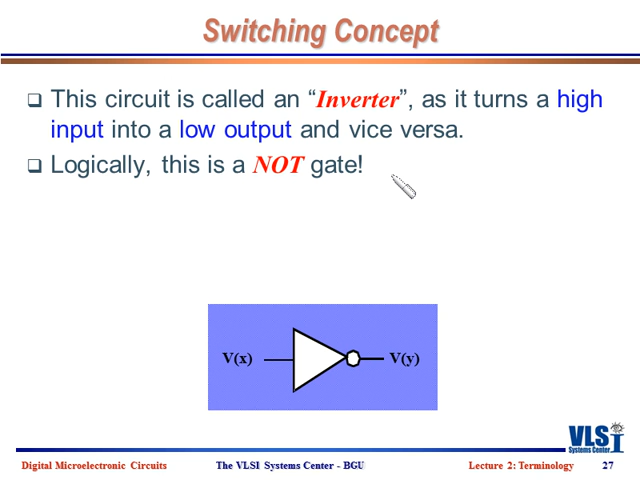 Switching Concept
This circuit is called an “Inverter”, as it turns a high
input into a low output and vice versa.
Logically, this is a NOT gate!
V(x)
V(y)
VLSI
Systems Center
Digital Microelectronic Circuits
The VLSI Systems Center - BGU
Lecture 2: Terminology
27